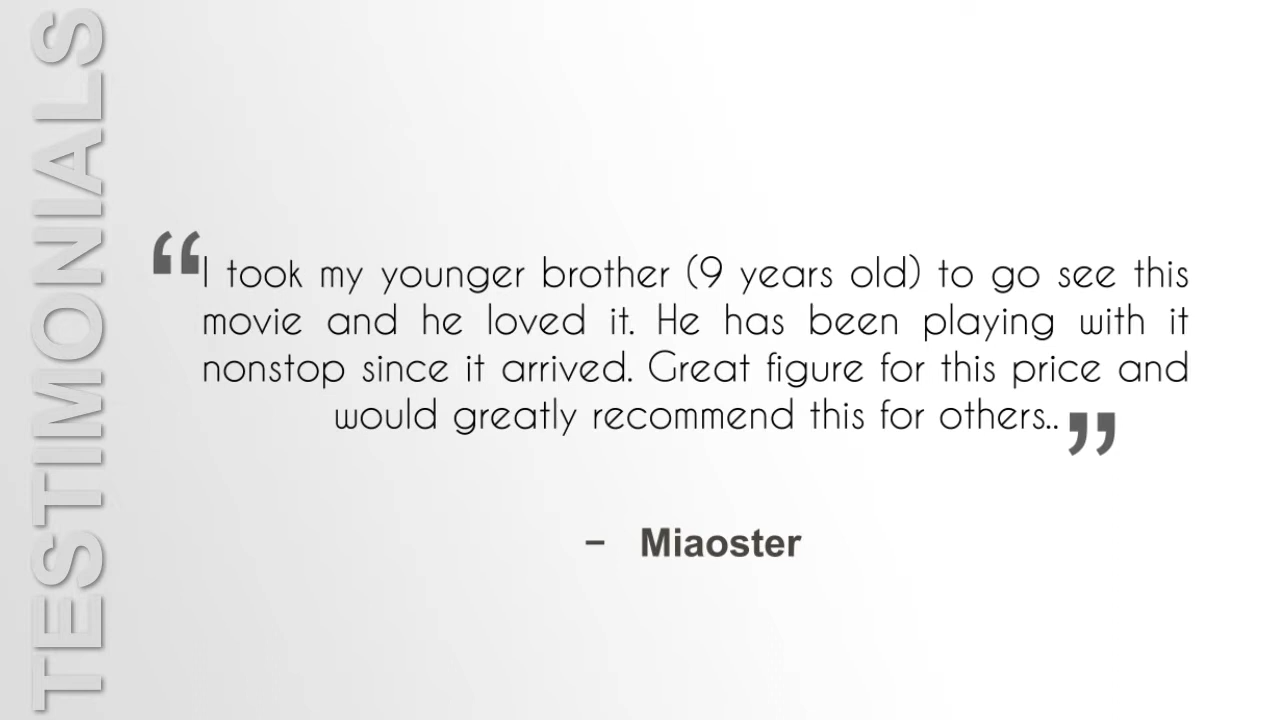 TESTIMONIALS
“I took my younger brother (9 years old) to go see this
movie and he loved it. He has been playing with it
nonstop since it arrived. Great figure for this price and
would greatly recommend this for others..”
– Miaoster